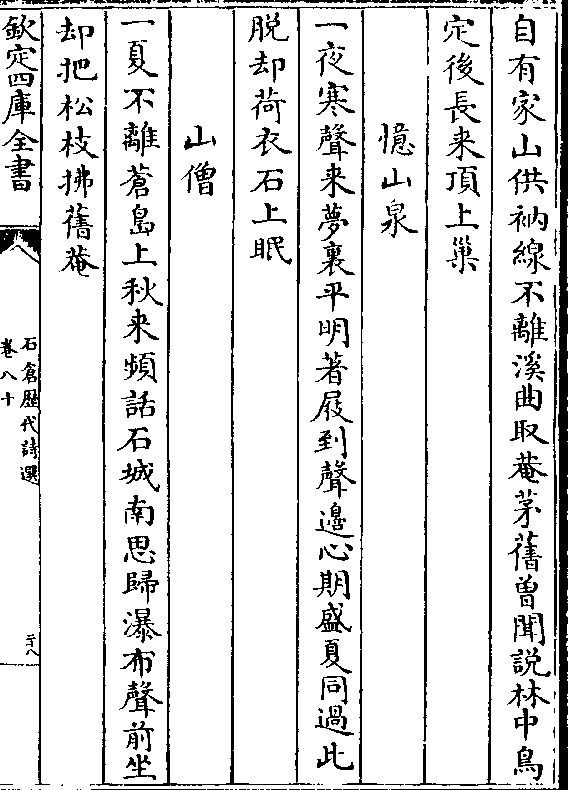 自有家山供衲線不離溪曲取菴茅舊曾聞説林中鳥
定後長来頂上巢
憶山泉
一夜寒聲来夢裏平明著屐到聲邊心期盛夏同過此
脱却荷衣石上眠
山僧
一夏不離蒼島上秋来頻話石城南思歸瀑布聲前坐
却把松枝拂舊菴
欽定四庫全書
石倉歴代詩選
卷八十
二十八